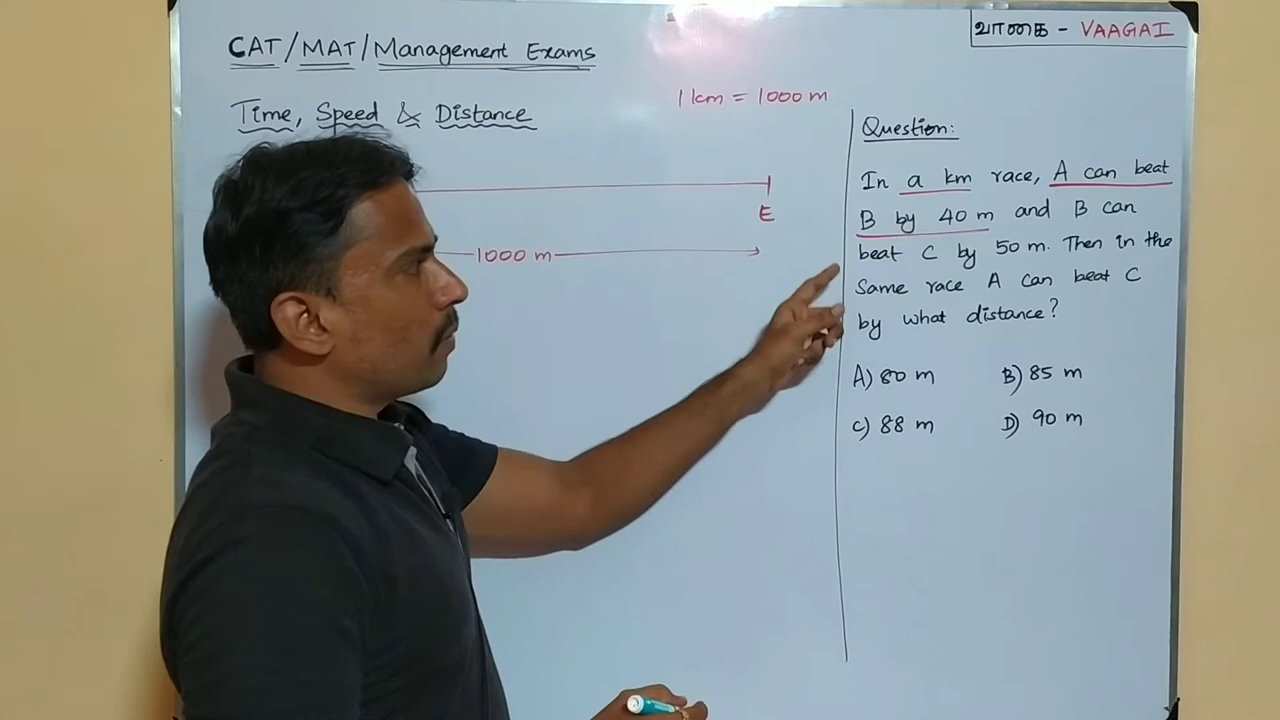 CAT/MAT/Management Exams
வாகை - VAAGAI
Time, Speed & Distance
1 km = 1000 m
E
1000 m
Question:
In a km race, A can beat
B by 40 m and B can
beat C by 50 m. Then in the
Same race A can beat C
by what distance?
A) 80 m B) 85 m
C) 88 m D) 90 m